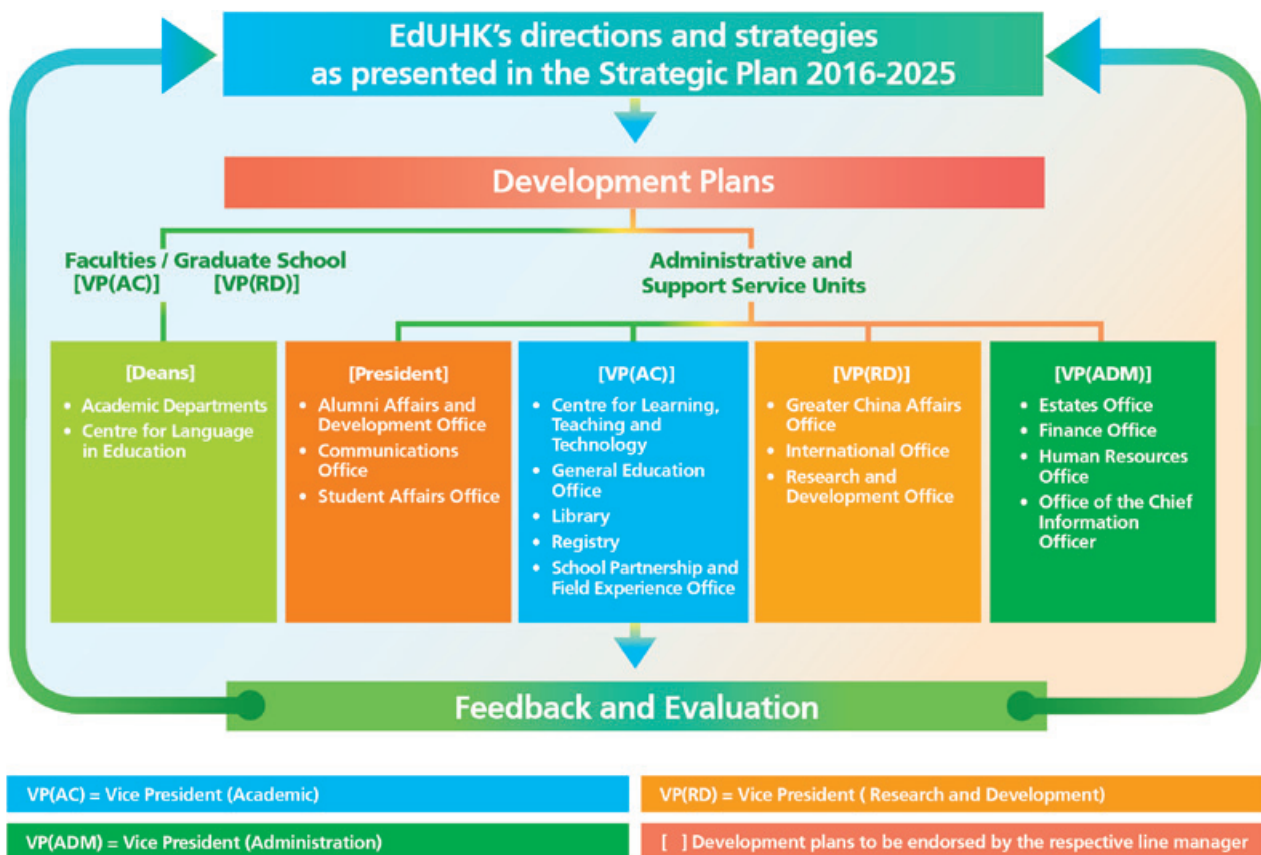 EdUHK's directions and strategies
as presented in the Strategic Plan 2016-2025
Development Plans
Faculties / Graduate School
[VP(AC)] [VP(RD)]
Administrative and
Support Service Units
[Deans]
• Academic Departments
• Centre for Language
in Education
[President]
• Alumni Affairs and
Development Office
• Communications
Office
• Student Affairs Office
[VP(AC)]
• Centre for Learning,
Teaching and
Technology
• General Education
Office
• Library
• Registry
• School Partnership and
Field Experience Office
[VP(RD)]
• Greater China Affairs
Office
• International Office
• Research and
Development Office
[VP(ADM)]
• Estates Office
• Finance Office
• Human Resources
Office
• Office of the Chief
Information
Officer
Feedback and Evaluation
VP(AC) = Vice President (Academic)
VP(RD) = Vice President ( Research and Development)
VP(ADM) = Vice President (Administration)
[ ] Development plans to be endorsed by the respective line manager